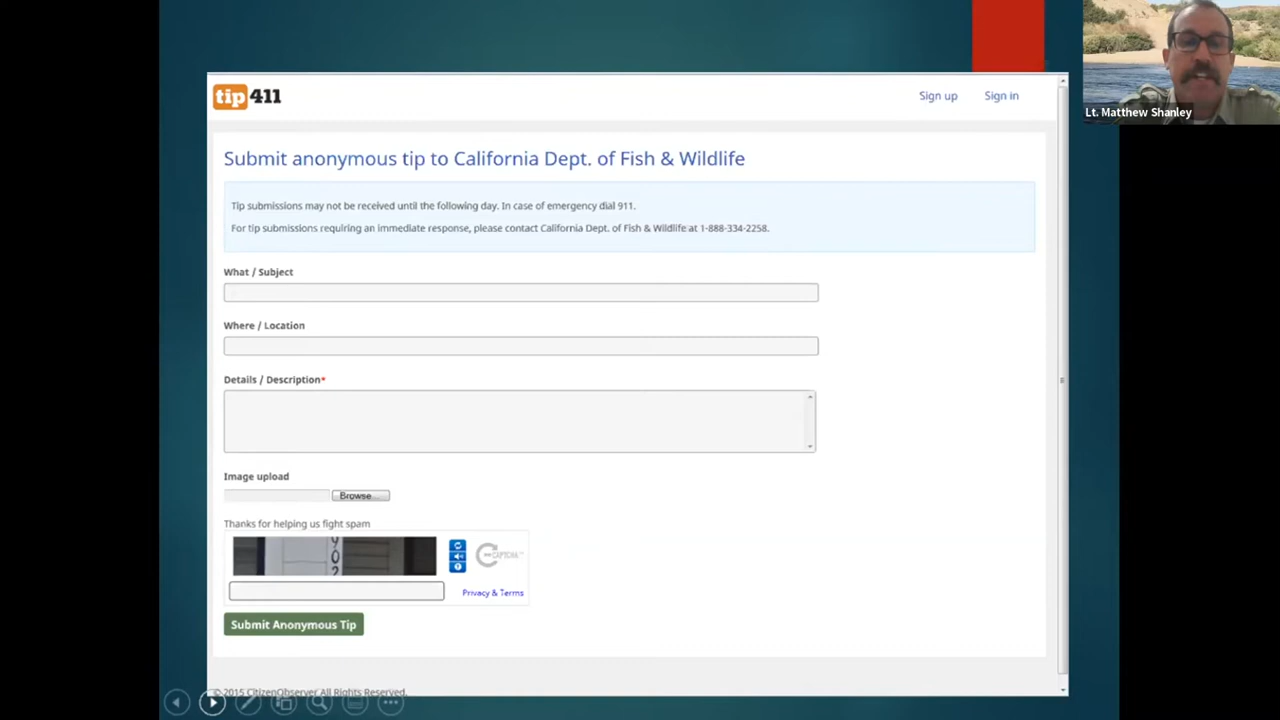 Lt. Matthew Shanley
tip411
Sign up
Sign in
Submit anonymous tip to California Dept. of Fish & Wildlife
Tip submissions may not be received until the following day. In case of emergency dial 911.
For tip submissions requiring an immediate response, please contact California Dept. of Fish & Wildlife at 1-888-334-2258.
What / Subject
Where / Location
Details / Description*
Image upload
Browse...
Thanks for helping us fight spam
902
CAPTCHA™
Privacy & Terms
Submit Anonymous Tip
© 2015 CitizenObserver All Rights Reserved.